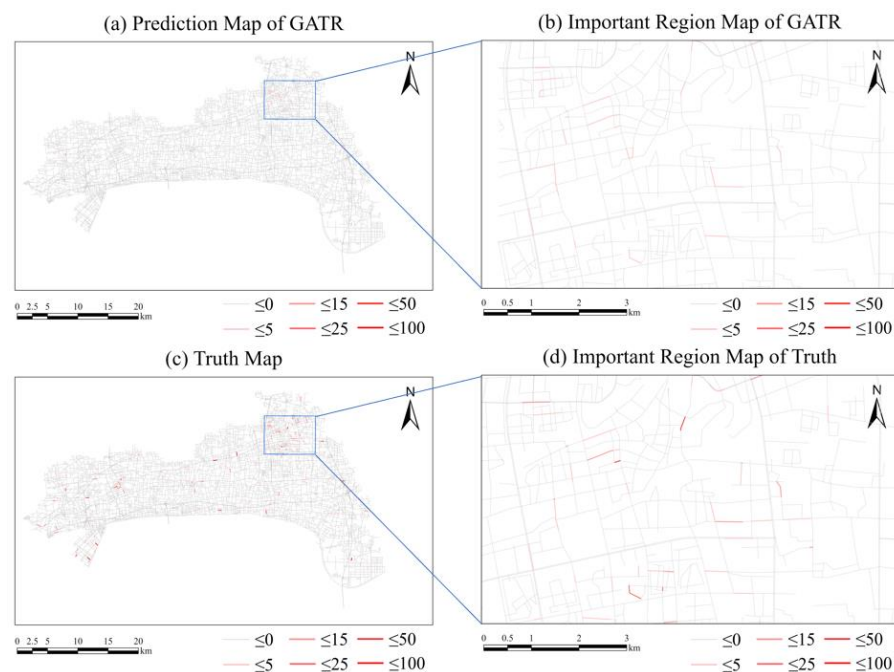 (a) Prediction Map of GATR
(b) Important Region Map of GATR
N
N
0 2.5 5 10 15 20
km
≤0 ≤15 ≤50
≤5 ≤25 ≤100
0 0.5 1 2 3
km
≤0 ≤15 ≤50
≤5 ≤25 ≤100
(c) Truth Map
(d) Important Region Map of Truth
N
N
0 2.5 5 10 15 20
km
≤0 ≤15 ≤50
≤5 ≤25 ≤100
0 0.5 1 2 3
km
≤0 ≤15 ≤50
≤5 ≤25 ≤100